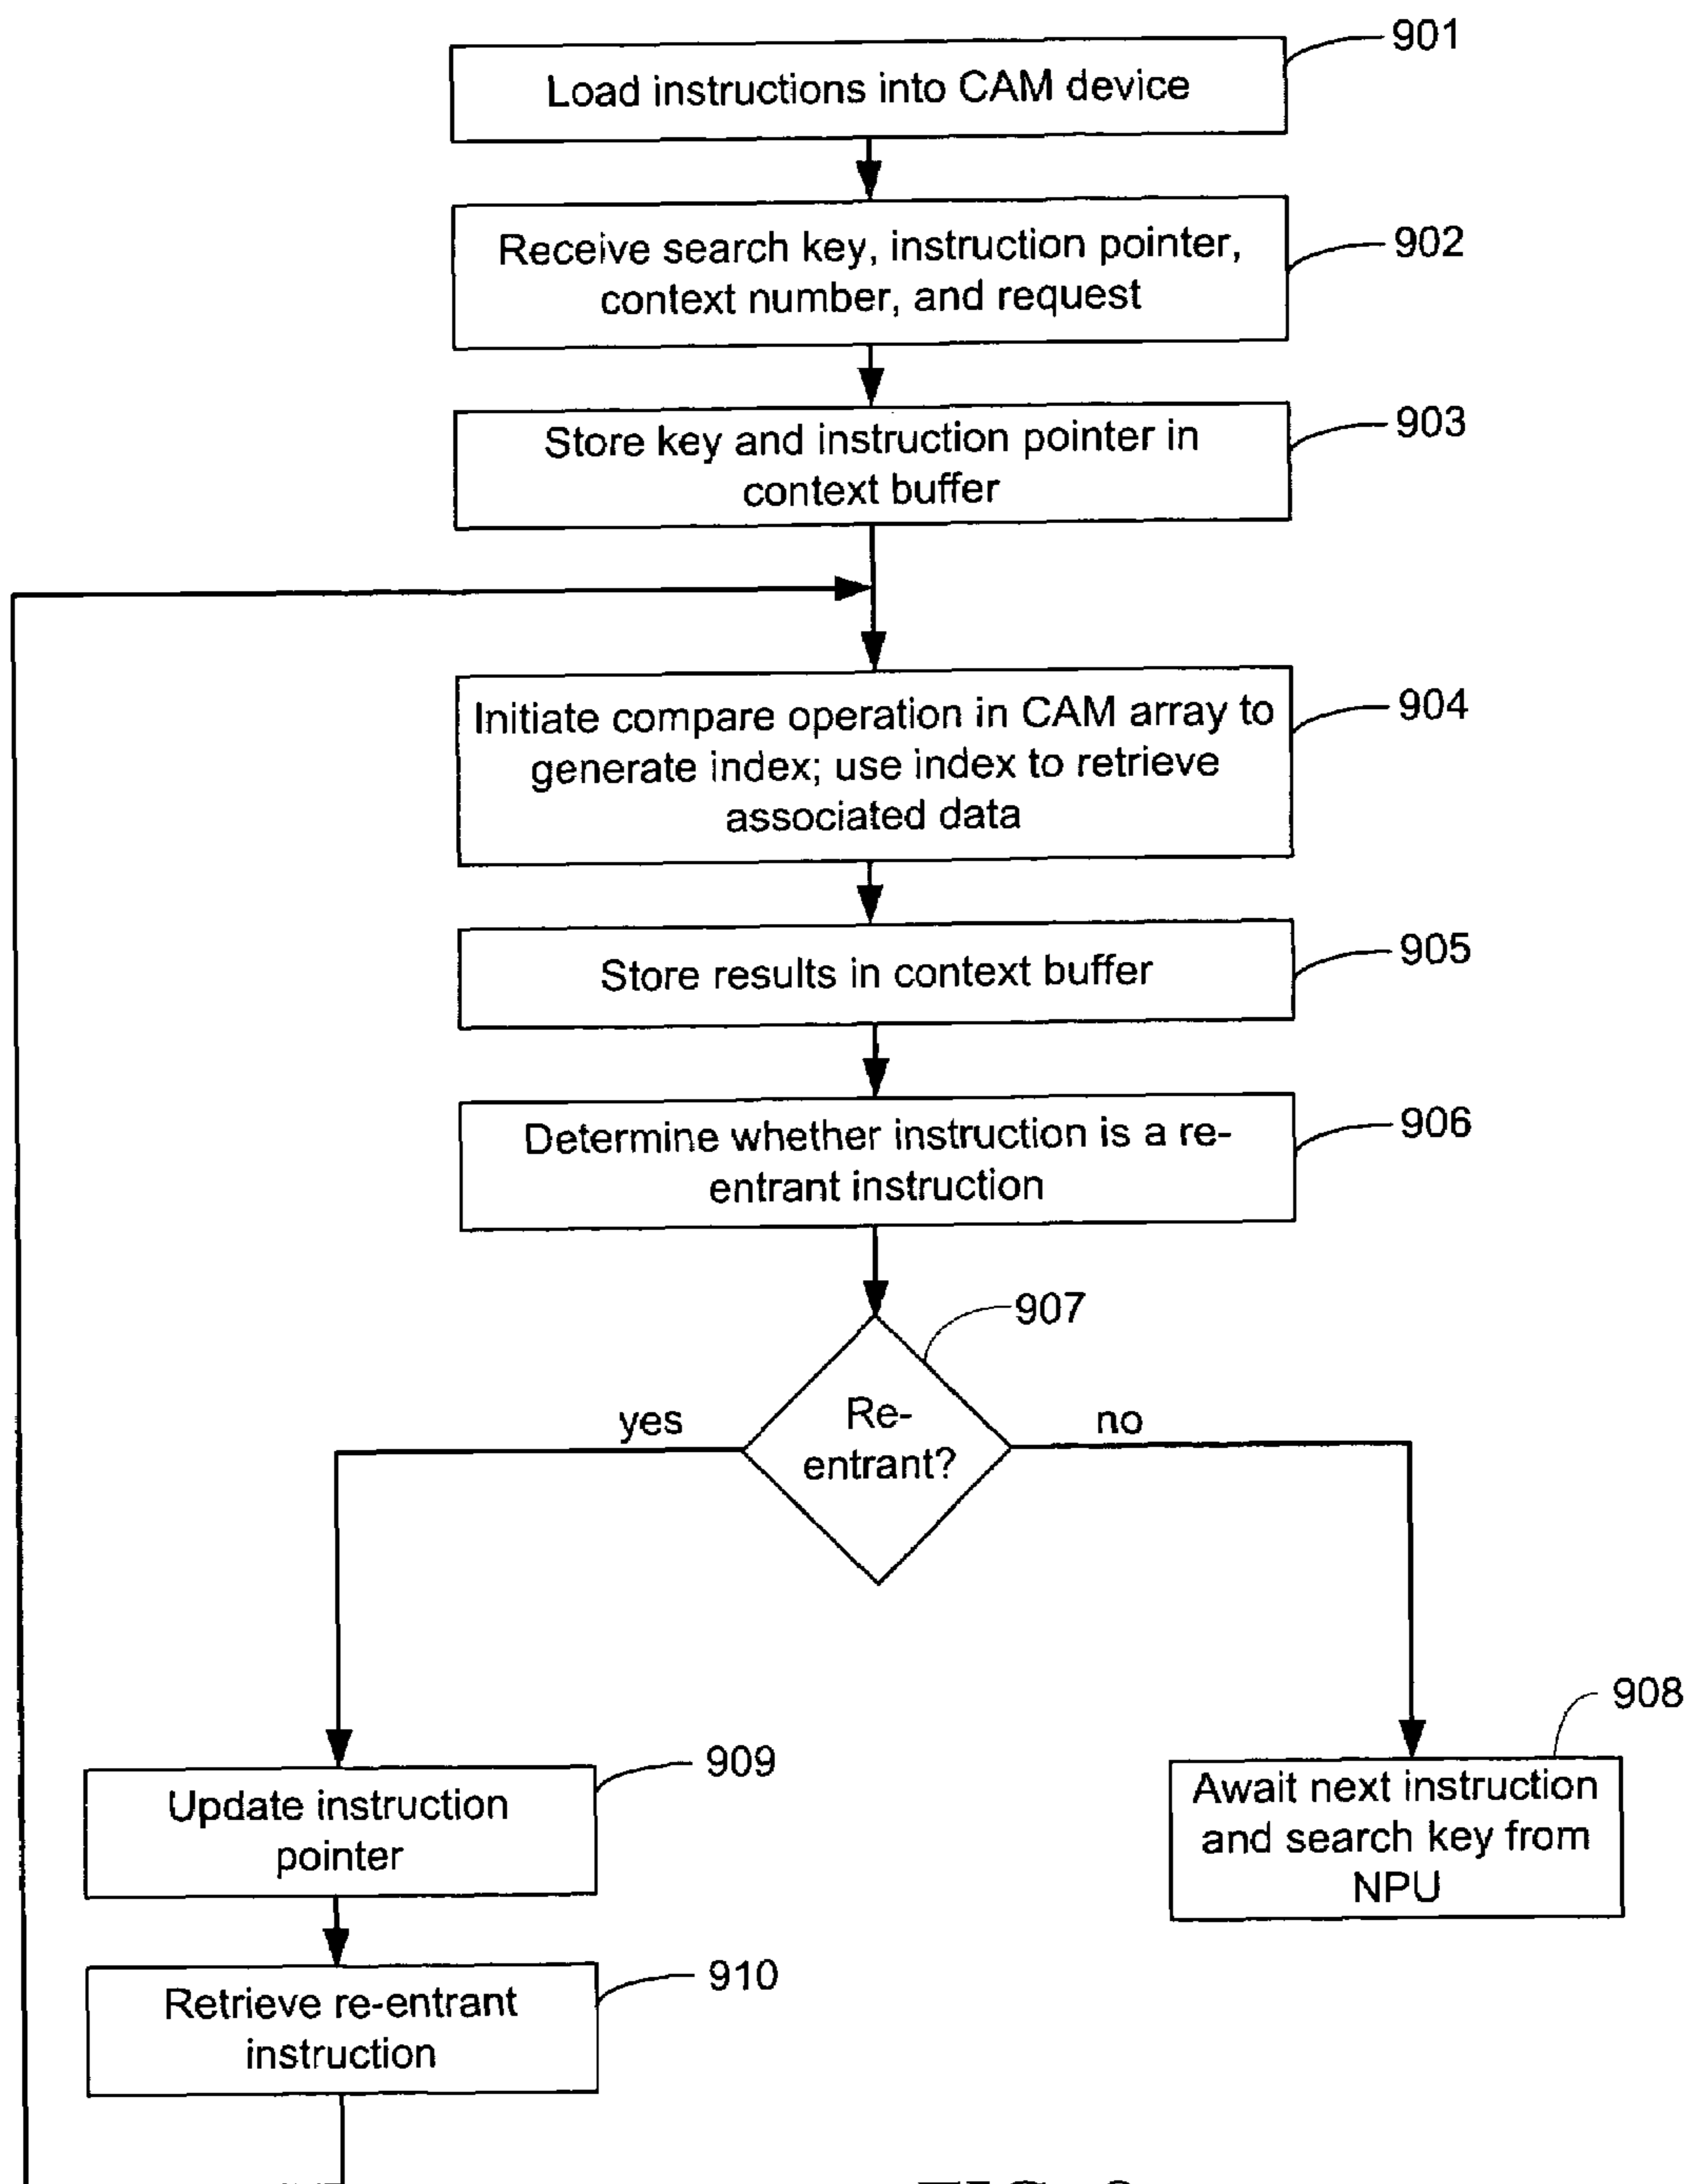 901
Load instructions into CAM device
902
Receive search key, instruction pointer,
context number, and request
903
Store key and instruction pointer in
context buffer
904
Initiate compare operation in CAM array to
generate index; use index to retrieve
associated data
905
Store results in context buffer
906
Determine whether instruction is a re-
entrant instruction
907
Re-
entrant?
yes
no
908
Await next instruction
and search key from
NPU
909
Update instruction
pointer
910
Retrieve re-entrant
instruction